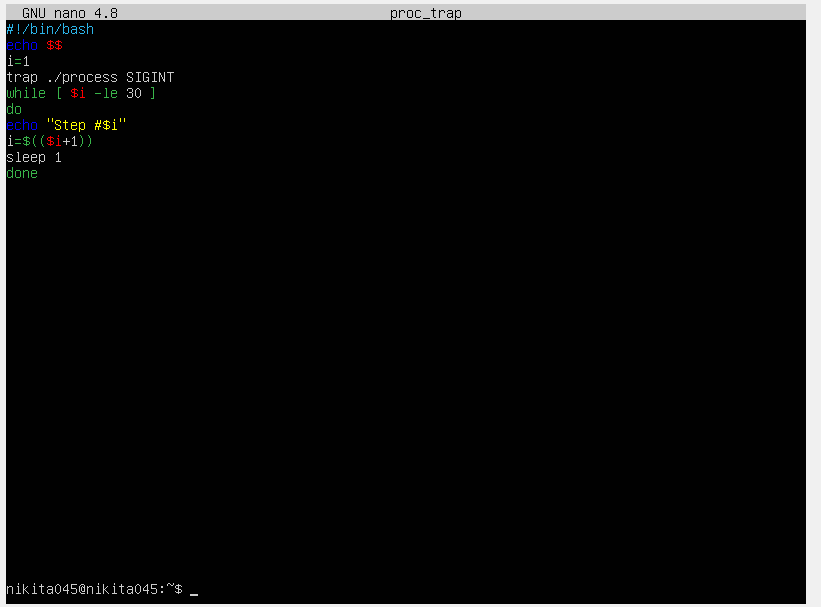 GNU nano 4.8 proc_trap
#!/bin/bash
echo $$
i=1
trap ./process SIGINT
while [ $i -le 30 ]
do
echo "Step #$i"
i=$(($i+1))
sleep 1
done
nikita045@nikita045:~$ _